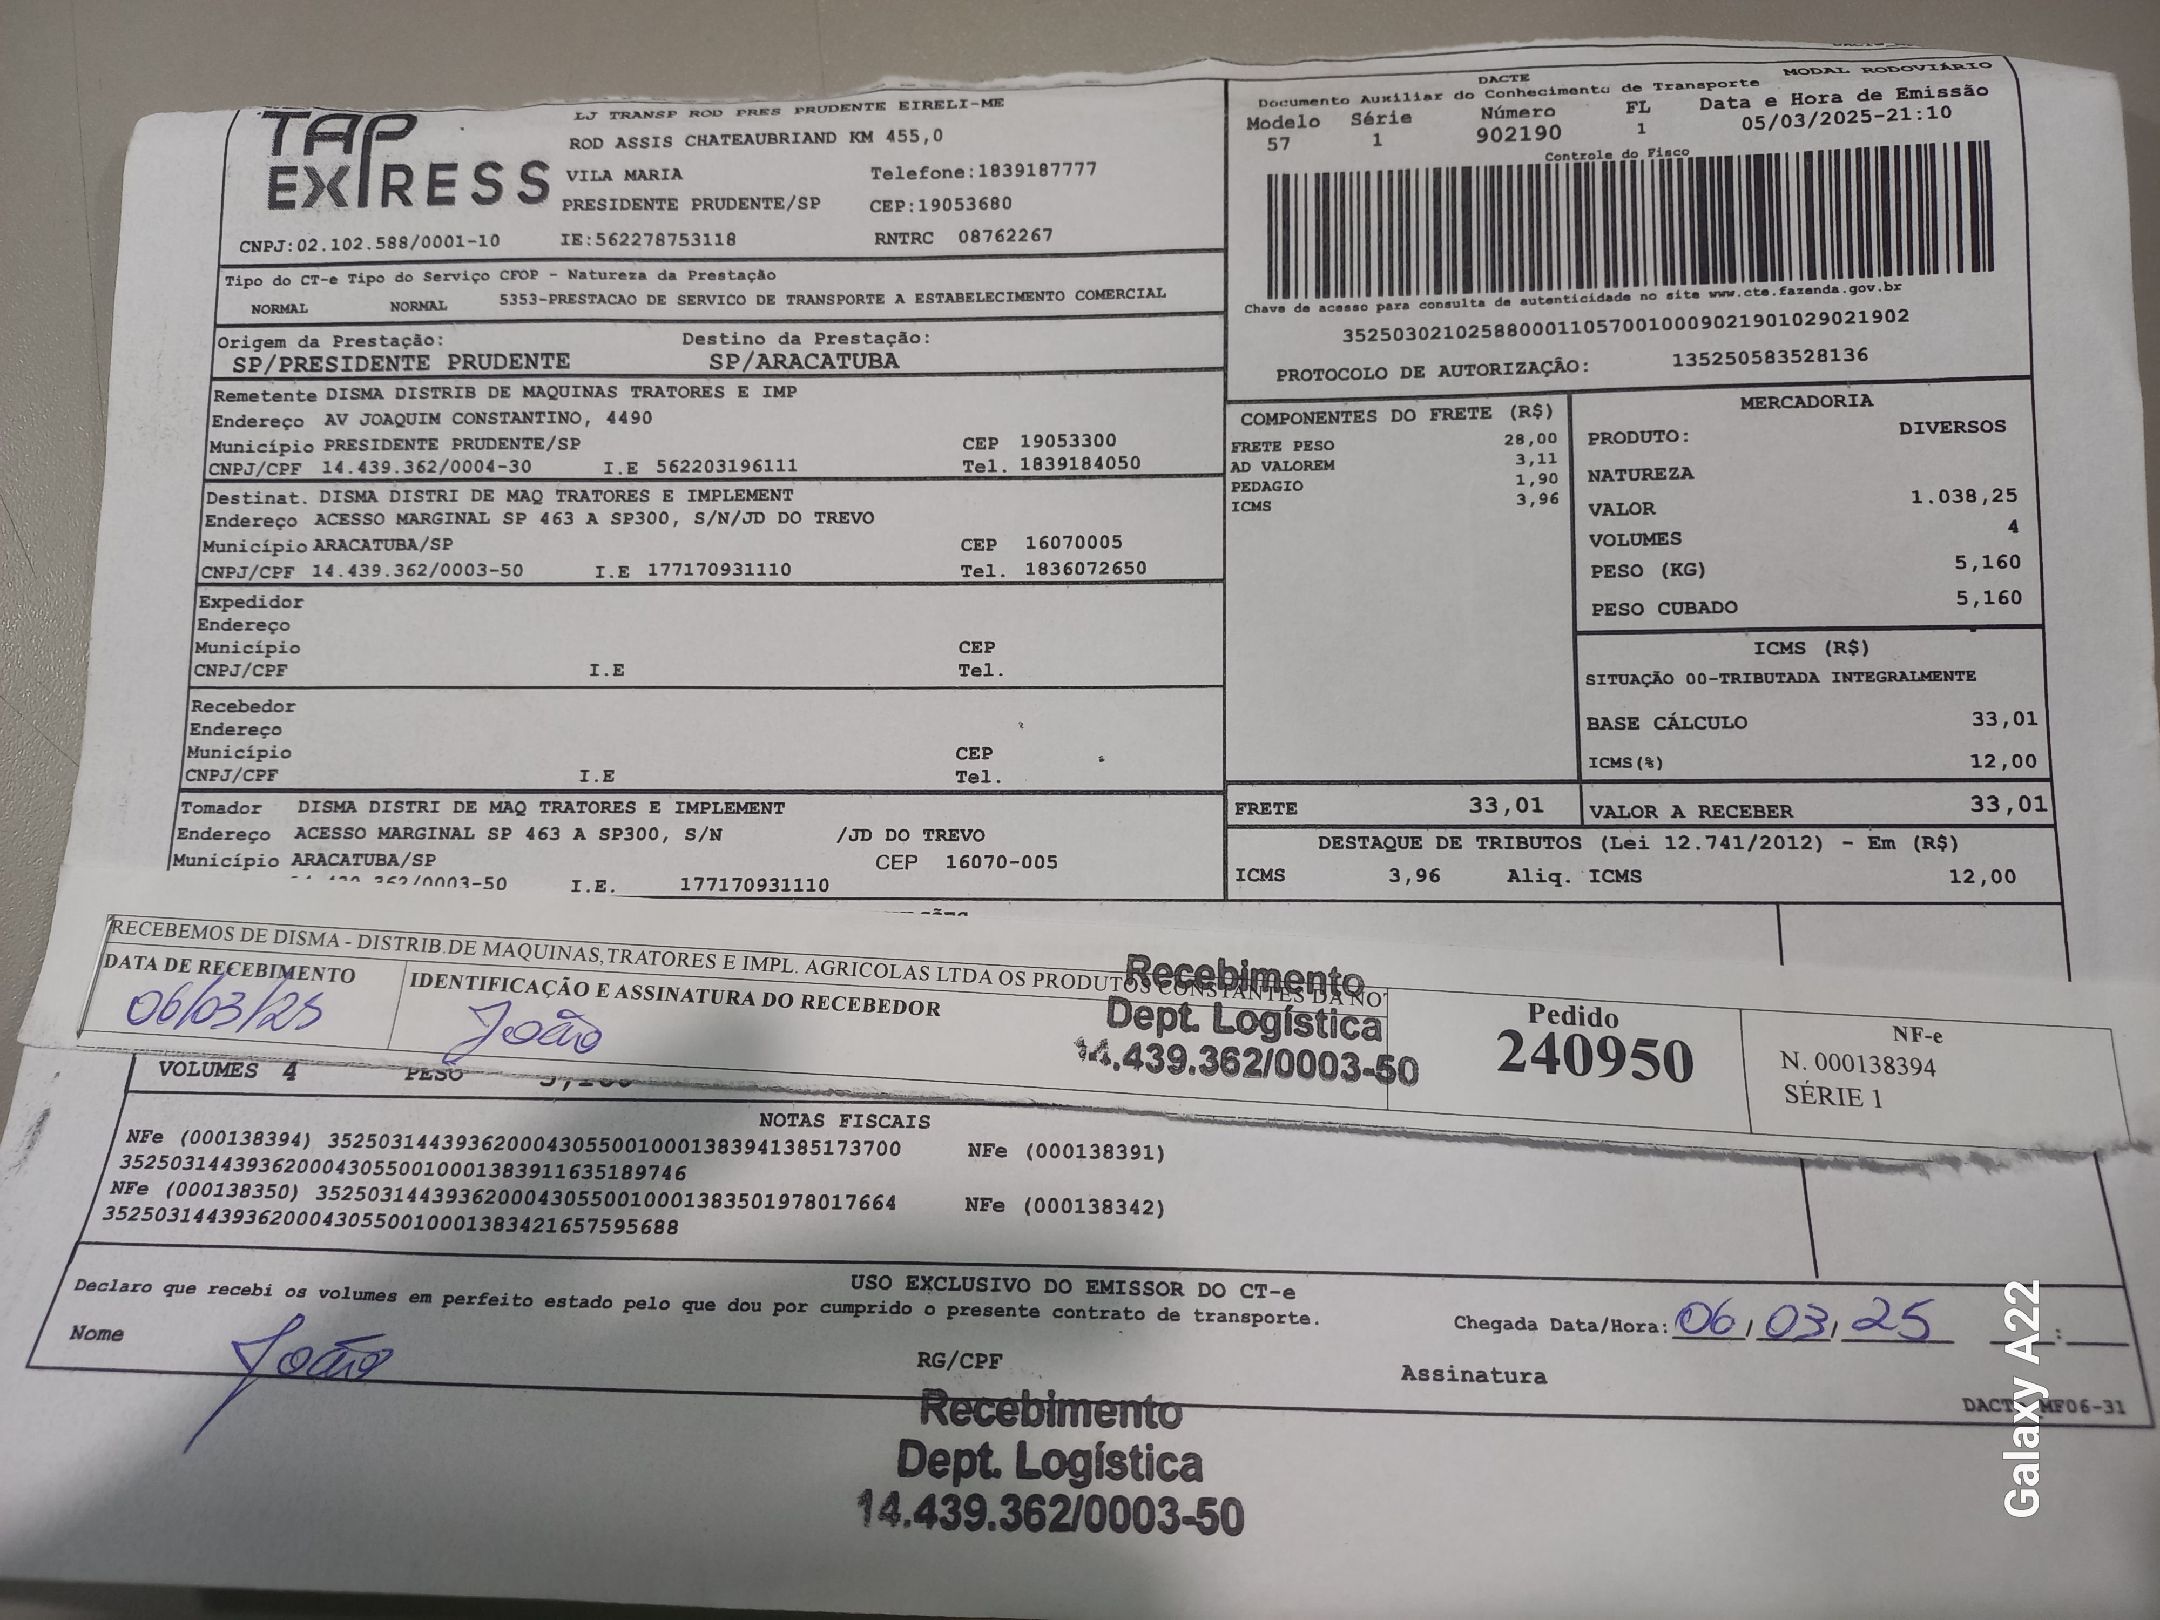 TAP EXPRESS
LJ TRANSP ROD PRES PRUDENTE EIRELI-ME
ROD ASSIS CHATEAUBRIAND KM 455,0
VILA MARIA Telefone:1839187777
PRESIDENTE PRUDENTE/SP CEP:19053680
CNPJ:02.102.588/0001-10 IE:562278753118 RNTRC 08762267
DACTE MODAL RODOVIÁRIO
Documento Auxiliar do Conhecimento de Transporte
Modelo Série Número FL Data e Hora de Emissão
57 1 902190 1 05/03/2025-21:10
Controle do Fisco
Chave de acesso para consulta de autenticidade no site www.cte.fazenda.gov.br
35250302102588000110570010009021901029021902
PROTOCOLO DE AUTORIZAÇÃO: 135250583528136
Tipo do CT-e Tipo do Serviço CFOP - Natureza da Prestação
NORMAL NORMAL 5353-PRESTACAO DE SERVICO DE TRANSPORTE A ESTABELECIMENTO COMERCIAL
Origem da Prestação: Destino da Prestação:
SP/PRESIDENTE PRUDENTE SP/ARACATUBA
Remetente DISMA DISTRIB DE MAQUINAS TRATORES E IMP
Endereço AV JOAQUIM CONSTANTINO, 4490
Município PRESIDENTE PRUDENTE/SP CEP 19053300
CNPJ/CPF 14.439.362/0004-30 I.E 562203196111 Tel. 1839184050
Destinat. DISMA DISTRI DE MAQ TRATORES E IMPLEMENT
Endereço ACESSO MARGINAL SP 463 A SP300, S/N/JD DO TREVO
Município ARACATUBA/SP CEP 16070005
CNPJ/CPF 14.439.362/0003-50 I.E 177170931110 Tel. 1836072650
Expedidor
Endereço
Município CEP
CNPJ/CPF I.E Tel.
Recebedor
Endereço
Município CEP
CNPJ/CPF I.E Tel.
Tomador DISMA DISTRI DE MAQ TRATORES E IMPLEMENT
Endereço ACESSO MARGINAL SP 463 A SP300, S/N /JD DO TREVO
Município ARACATUBA/SP CEP 16070-005
14.439.362/0003-50 I.E. 177170931110
COMPONENTES DO FRETE (R$)
FRETE PESO 28,00
AD VALOREM 3,11
PEDAGIO 1,90
ICMS 3,96
MERCADORIA
PRODUTO: DIVERSOS
NATUREZA
VALOR 1.038,25
VOLUMES 4
PESO (KG) 5,160
PESO CUBADO 5,160
ICMS (R$)
SITUAÇÃO 00-TRIBUTADA INTEGRALMENTE
BASE CÁLCULO 33,01
ICMS(%) 12,00
FRETE 33,01 VALOR A RECEBER 33,01
DESTAQUE DE TRIBUTOS (Lei 12.741/2012) - Em (R$)
ICMS 3,96 Aliq. ICMS 12,00
RECEBEMOS DE DISMA - DISTRIB.DE MAQUINAS,TRATORES E IMPL. AGRICOLAS LTDA OS PRODUTOS CONSTANTES DA NO
DATA DE RECEBIMENTO IDENTIFICAÇÃO E ASSINATURA DO RECEBEDOR
06/03/25 João
Recebimento
Dept. Logística
14.439.362/0003-50
Pedido
240950
NF-e
N. 000138394
SÉRIE 1
VOLUMES 4 PESO 5,160
NOTAS FISCAIS
NFe (000138394) 35250314439362000430550010001383941385173700 NFe (000138391)
35250314439362000430550010001383911635189746
NFe (000138350) 35250314439362000430550010001383501978017664 NFe (000138342)
35250314439362000430550010001383421657595688
USO EXCLUSIVO DO EMISSOR DO CT-e
Declaro que recebi os volumes em perfeito estado pelo que dou por cumprido o presente contrato de transporte.
Chegada Data/Hora: 06/03/25 __:__
Nome João RG/CPF Assinatura
Recebimento
Dept. Logística
14.439.362/0003-50
Galaxy A22